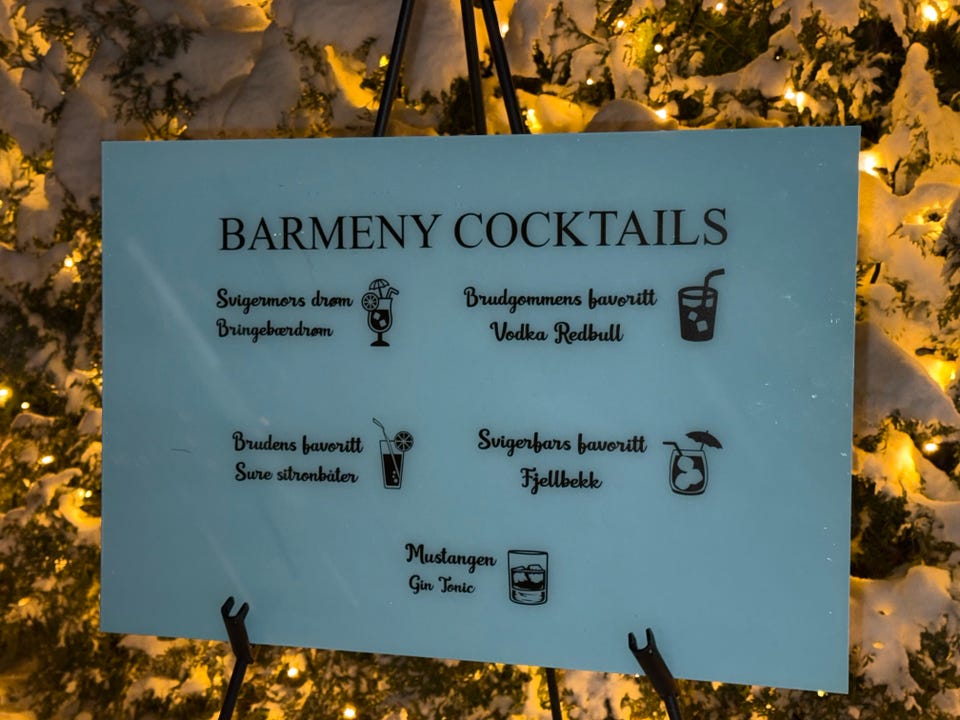 BARMENY COCKTAILS
Svigermors drøm
Bringebærdrøm
Brudgommens favoritt
Vodka Redbull
Brudens favoritt
Sure sitronbåter
Svigerfars favoritt
Fjellbekk
Mustangen
Gin Tonic